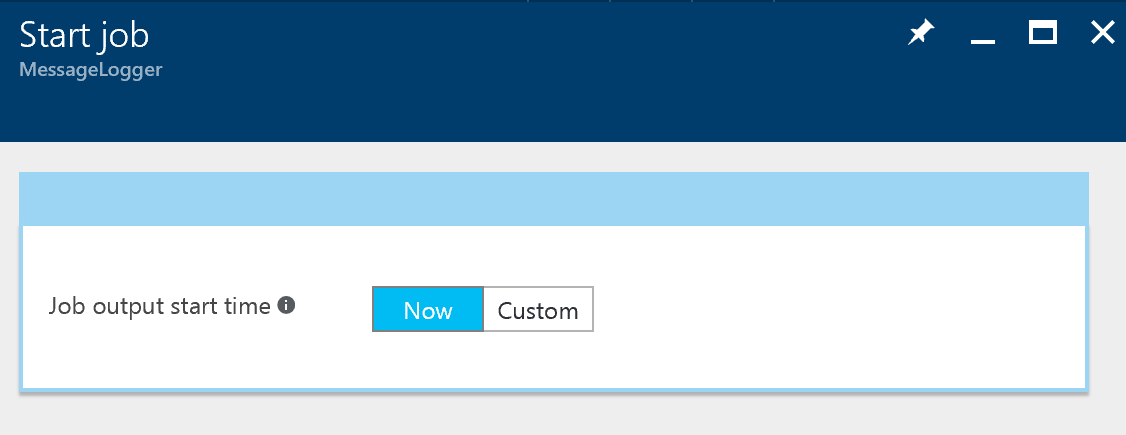 Start job
MessageLogger
Job output start time
Now
Custom